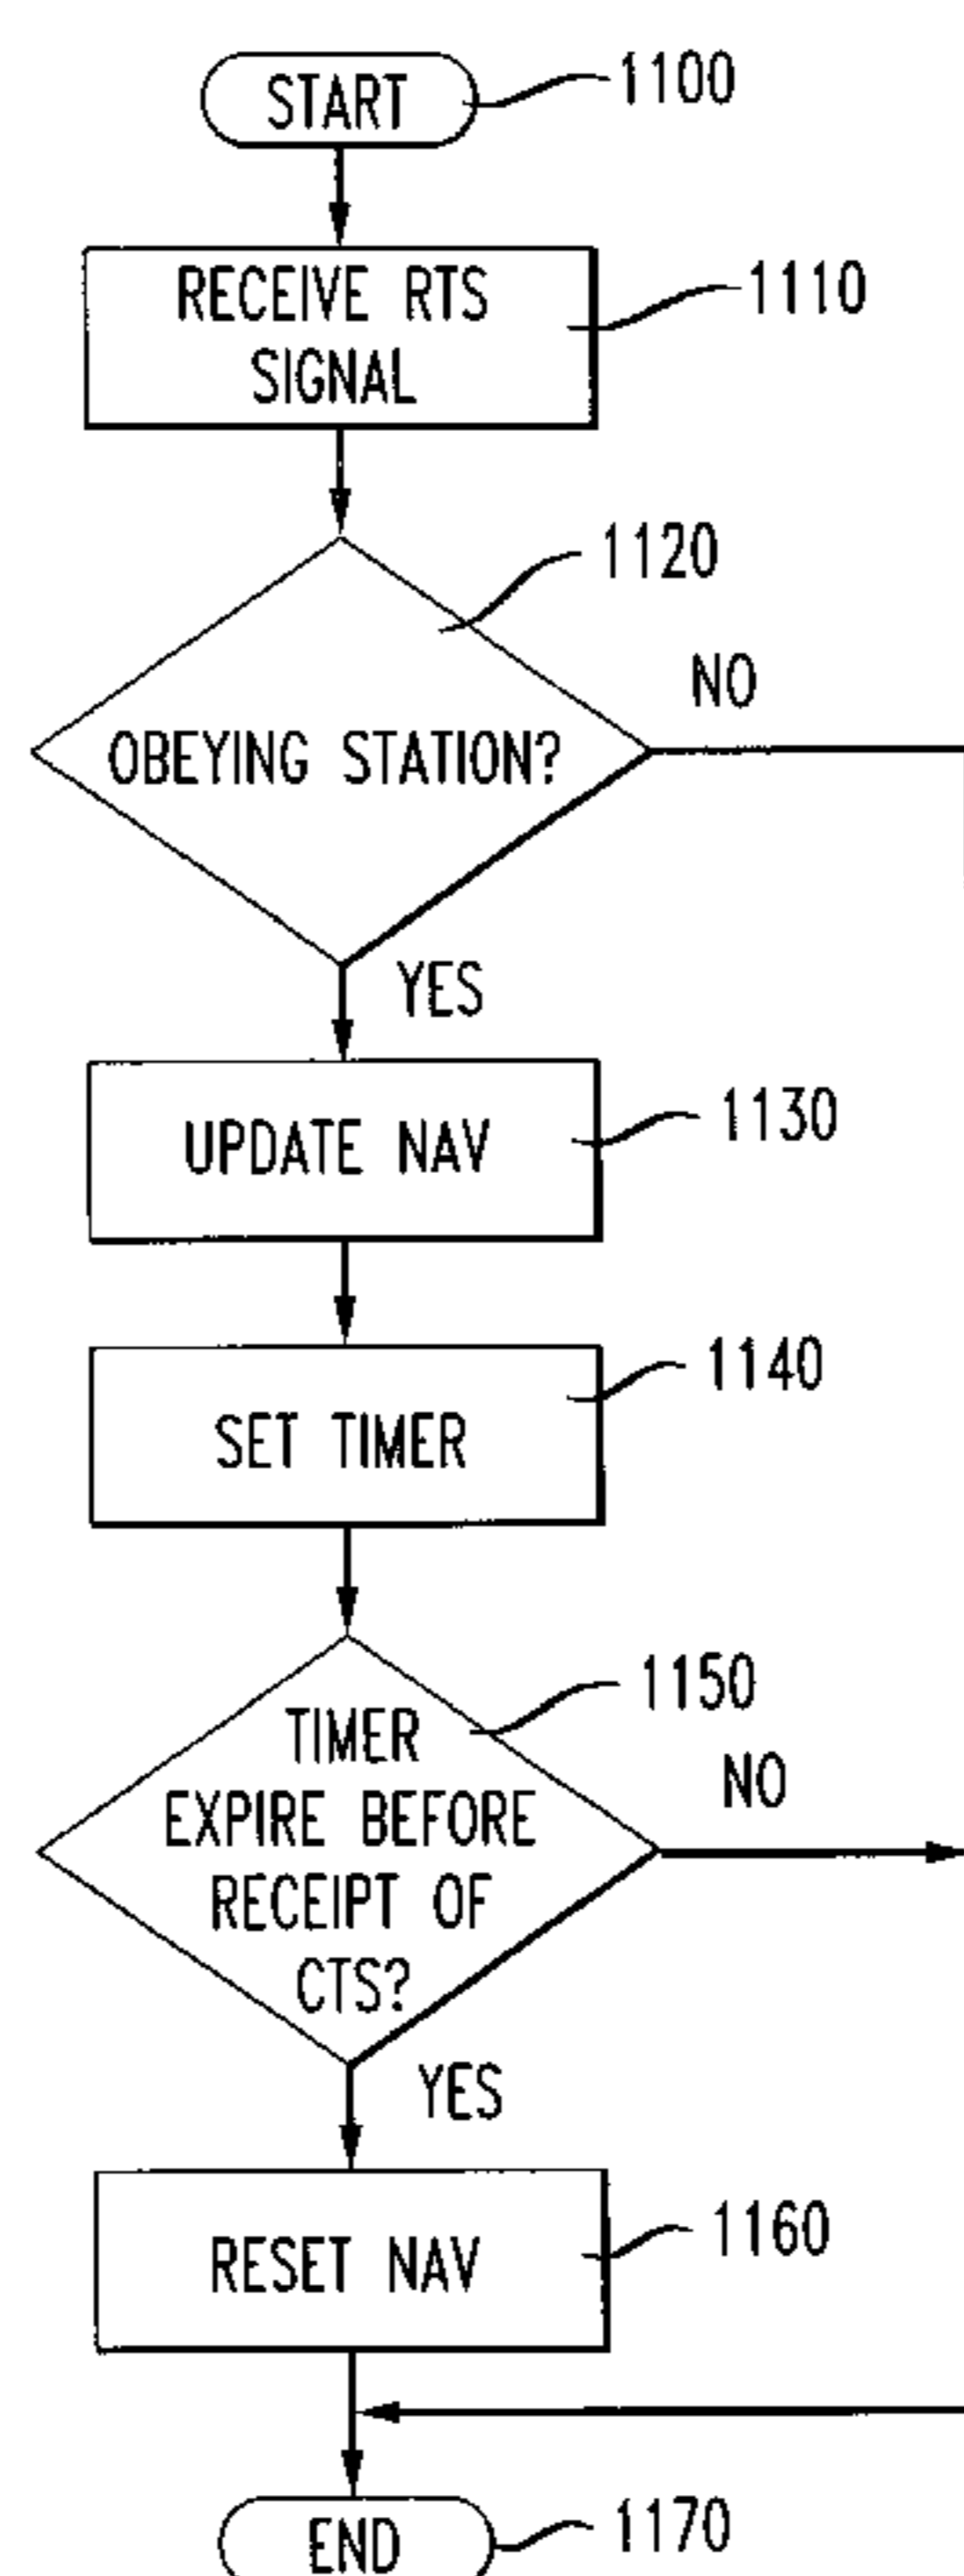 START
1100
RECEIVE RTS
SIGNAL
1110
1120
OBEYING STATION?
NO
YES
UPDATE NAV
1130
SET TIMER
1140
TIMER
EXPIRE BEFORE
RECEIPT OF
CTS?
1150
NO
YES
RESET NAV
1160
END
1170